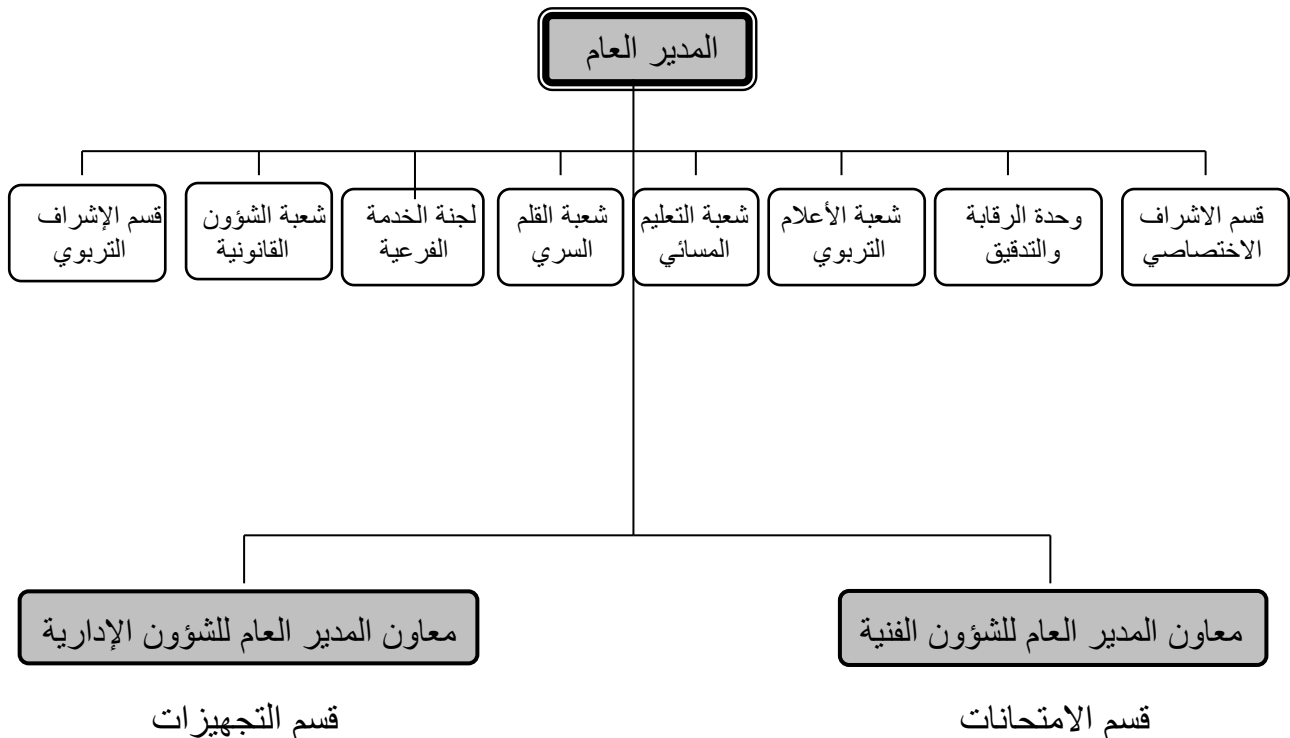 المدير العام
قسم الاشراف
الاختصاصي
وحدة الرقابة
والتدقيق
شعبة الأعلام
التربوي
شعبة التعليم
المسائي
شعبة القلم
السري
لجنة الخدمة
الفرعية
شعبة الشؤون
القانونية
قسم الإشراف
التربوي
معاون المدير العام للشؤون الفنية
معاون المدير العام للشؤون الإدارية
قسم الامتحانات
قسم التجهيزات